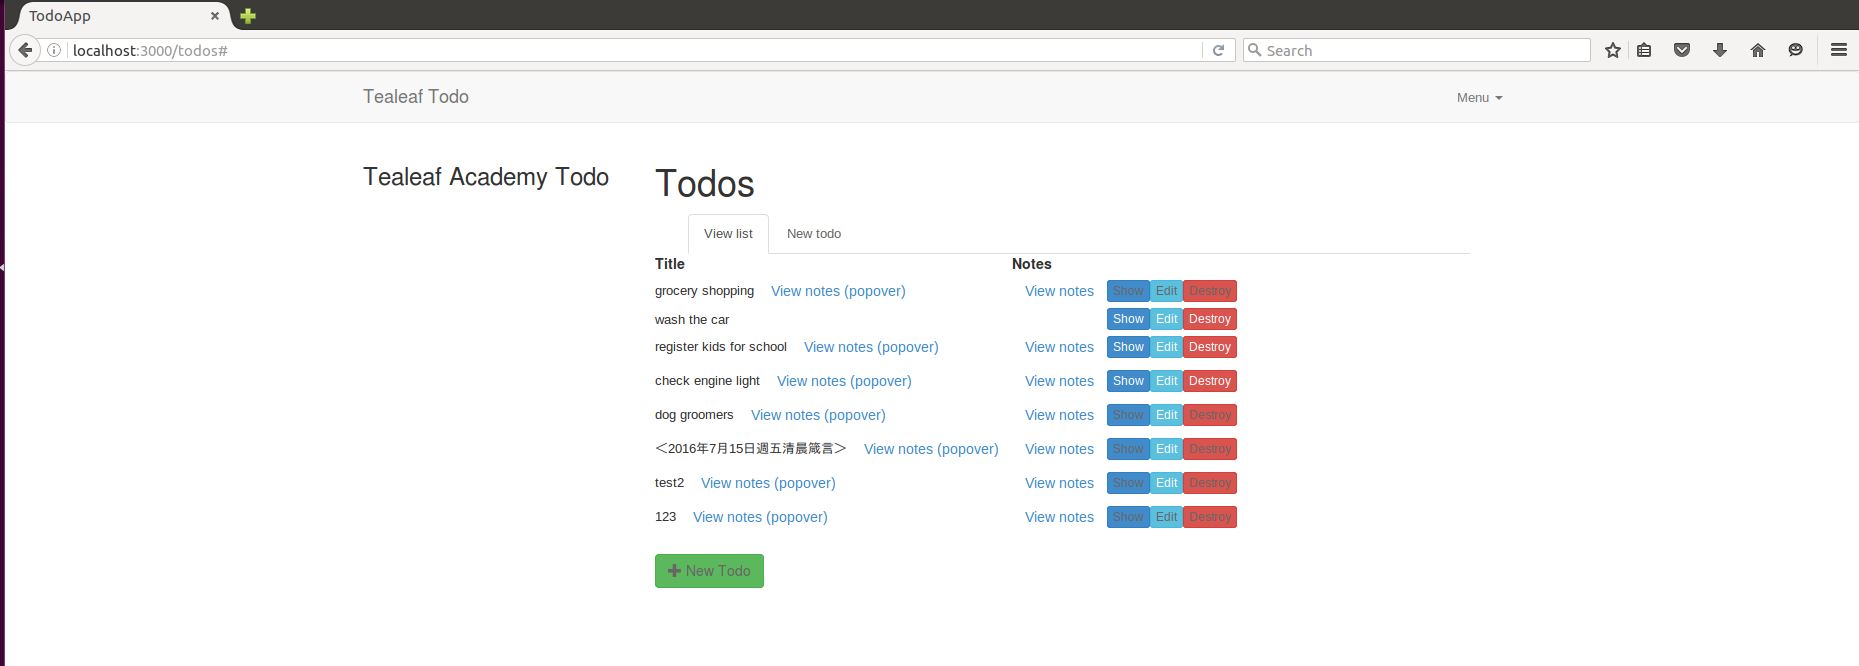 TodoApp
localhost:3000/todos#
Search
Tealeaf Todo Menu
Tealeaf Academy Todo
Todos
View list New todo
Title Notes
grocery shopping View notes (popover) View notes Show Edit Destroy
wash the car Show Edit Destroy
register kids for school View notes (popover) View notes Show Edit Destroy
check engine light View notes (popover) View notes Show Edit Destroy
dog groomers View notes (popover) View notes Show Edit Destroy
＜2016年7月15日週五清晨箴言＞ View notes (popover) View notes Show Edit Destroy
test2 View notes (popover) View notes Show Edit Destroy
123 View notes (popover) View notes Show Edit Destroy
New Todo